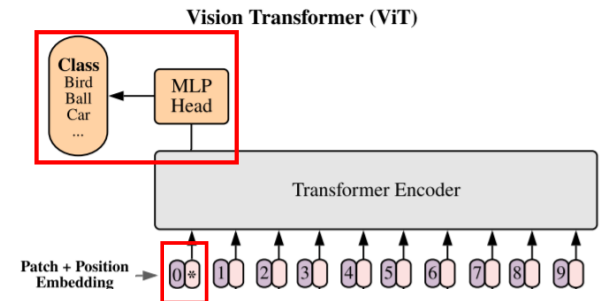 Vision Transformer (ViT)
Class
Bird
Ball
Car
...
MLP
Head
Transformer Encoder
Patch + Position
Embedding
0 * 1 2 3 4 5 6 7 8 9